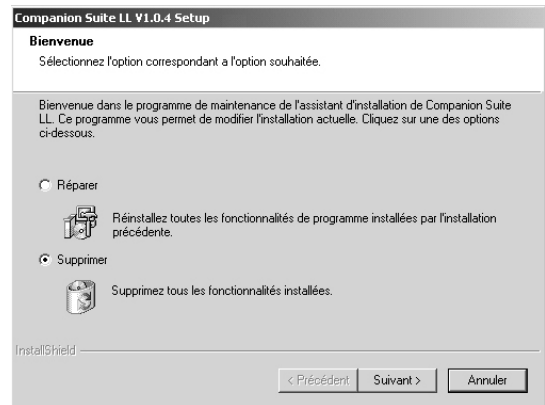 Companion Suite LL V1.0.4 Setup
Bienvenue
Sélectionnez l'option correspondant a l'option souhaitée.
Bienvenue dans le programme de maintenance de l'assistant d'installation de Companion Suite
LL. Ce programme vous permet de modifier l'installation actuelle. Cliquez sur une des options
ci-dessous.
Réparer
Réinstallez toutes les fonctionnalités de programme installées par l'installation
précédente.
Supprimer
Supprimez tous les fonctionnalités installées.
InstallShield
< Précédent
Suivant >
Annuler